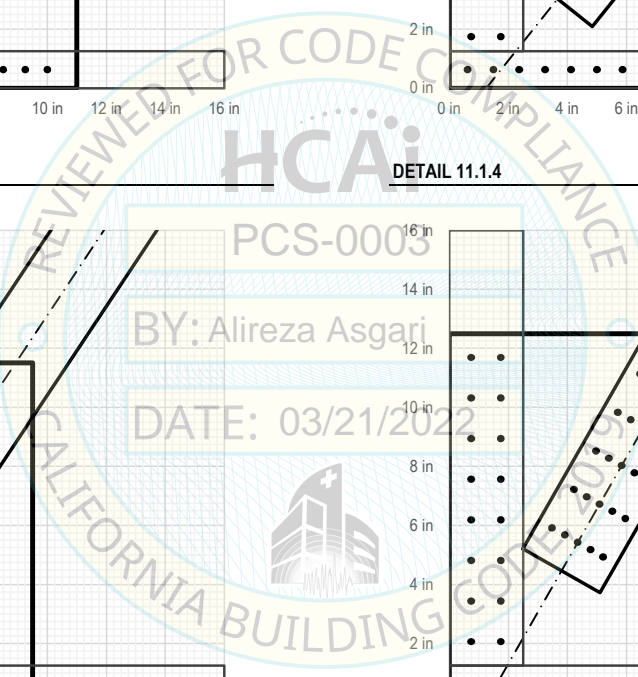 2 in
0 in
10 in 12 in 14 in 16 in
0 in 2 in 4 in 6 in
REVIEWED FOR CODE COMPLIANCE
HCAi
DETAIL 11.1.4
PCS-0003
BY: Alireza Asgari
DATE: 03/21/2022
16 in
14 in
12 in
10 in
8 in
6 in
4 in
2 in
CALIFORNIA BUILDING CODE 2019